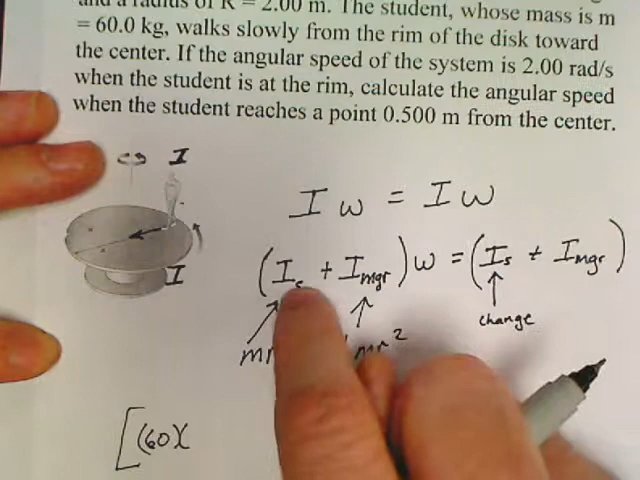 and a radius of R = 2.00 m. The student, whose mass is m
= 60.0 kg, walks slowly from the rim of the disk toward
the center. If the angular speed of the system is 2.00 rad/s
when the student is at the rim, calculate the angular speed
when the student reaches a point 0.500 m from the center.
I
I ω = I ω
(Is + Imgr) ω = (Is + Imgr)
I
change
mr²
[(60)(